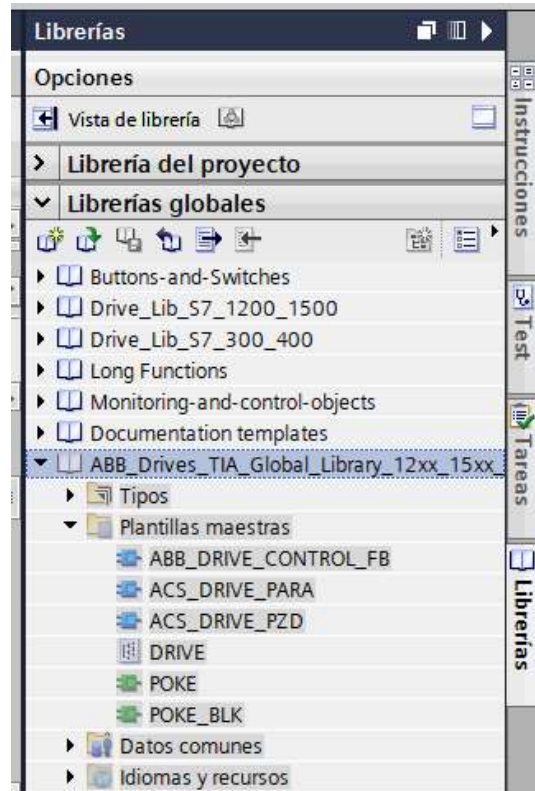 Librerías
Opciones
Vista de librería
Librería del proyecto
Librerías globales
Buttons-and-Switches
Drive_Lib_S7_1200_1500
Drive_Lib_S7_300_400
Long Functions
Monitoring-and-control-objects
Documentation templates
ABB_Drives_TIA_Global_Library_12xx_15xx_
Tipos
Plantillas maestras
ABB_DRIVE_CONTROL_FB
ACS_DRIVE_PARA
ACS_DRIVE_PZD
DRIVE
POKE
POKE_BLK
Datos comunes
Idiomas y recursos
Instrucciones
Test
Tareas
Librerías